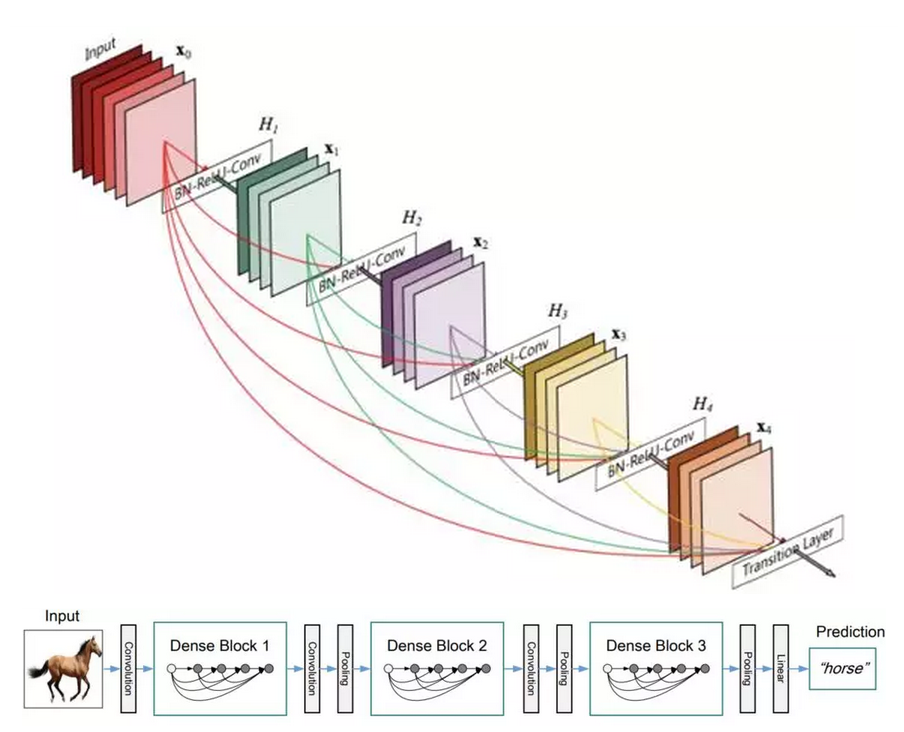 Input
x0
H1
BN-ReLU-Conv
x1
H2
BN-ReLU-Conv
x2
H3
BN-ReLU-Conv
x3
H4
BN-ReLU-Conv
x4
Transition Layer
Input
Convolution
Dense Block 1
Convolution
Pooling
Dense Block 2
Convolution
Pooling
Dense Block 3
Pooling
Linear
Prediction
"horse"